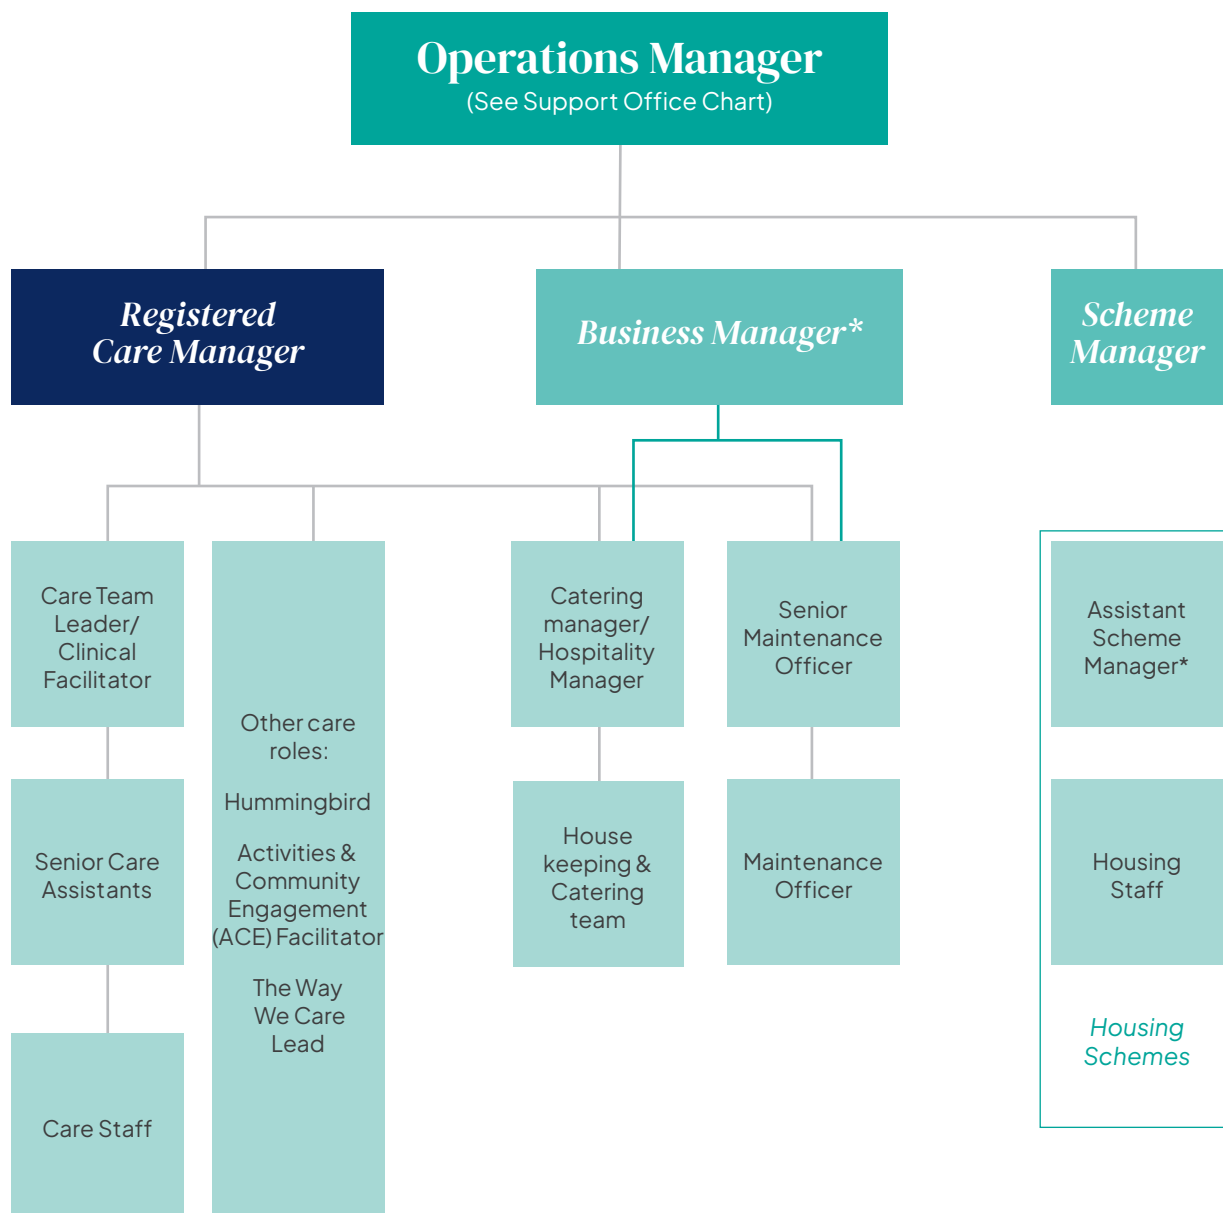 Operations Manager
(See Support Office Chart)
Registered
Care Manager
Business Manager*
Scheme
Manager
Care Team
Leader/
Clinical
Facilitator
Other care
roles:
Hummingbird
Activities &
Community
Engagement
(ACE) Facilitator
The Way
We Care
Lead
Catering
manager/
Hospitality
Manager
Senior
Maintenance
Officer
Assistant
Scheme
Manager*
Senior Care
Assistants
House
keeping &
Catering
team
Maintenance
Officer
Housing
Staff
Housing
Schemes
Care Staff